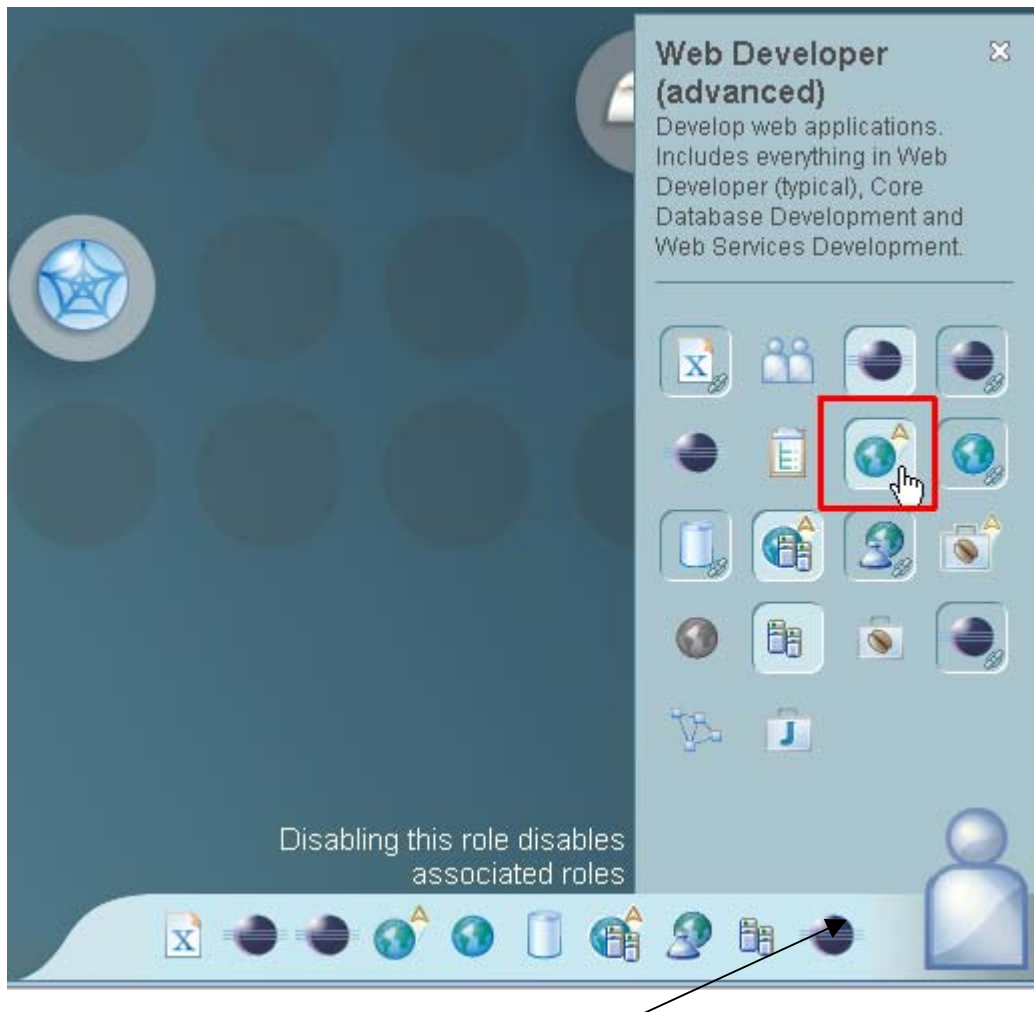 Web Developer
(advanced)
Develop web applications.
Includes everything in Web
Developer (typical), Core
Database Development and
Web Services Development.
Disabling this role disables
associated roles